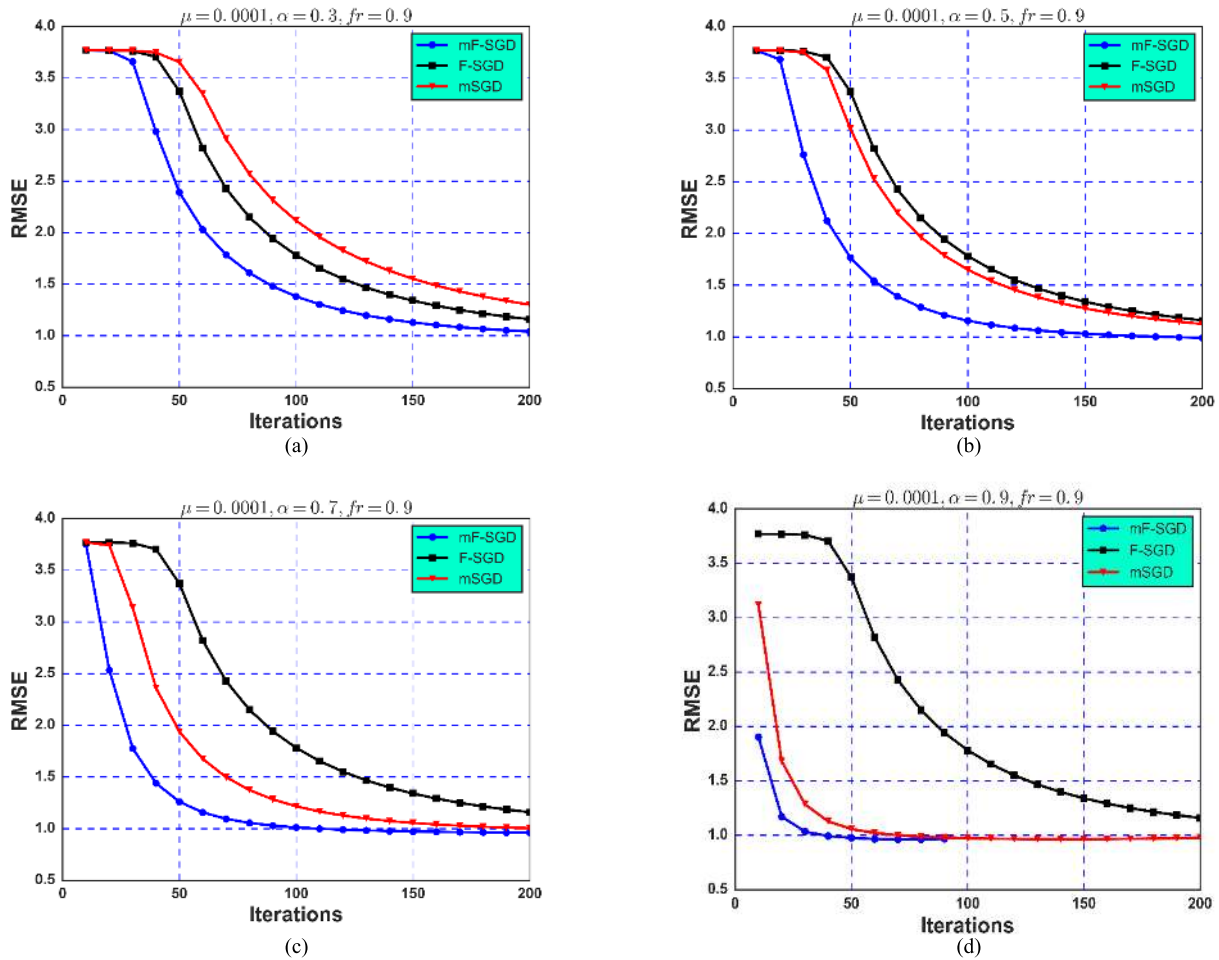 μ = 0.0001, α = 0.3, fr = 0.9
4.0
3.5
3.0
2.5
2.0
1.5
1.0
0.5
RMSE
mF-SGD
F-SGD
mSGD
0 50 100 150 200
Iterations
(a)
μ = 0.0001, α = 0.5, fr = 0.9
4.0
3.5
3.0
2.5
2.0
1.5
1.0
0.5
RMSE
mF-SGD
F-SGD
mSGD
0 50 100 150 200
Iterations
(b)
μ = 0.0001, α = 0.7, fr = 0.9
4.0
3.5
3.0
2.5
2.0
1.5
1.0
0.5
RMSE
mF-SGD
F-SGD
mSGD
0 50 100 150 200
Iterations
(c)
μ = 0.0001, α = 0.9, fr = 0.9
4.0
3.5
3.0
2.5
2.0
1.5
1.0
0.5
RMSE
mF-SGD
F-SGD
mSGD
0 50 100 150 200
Iterations
(d)